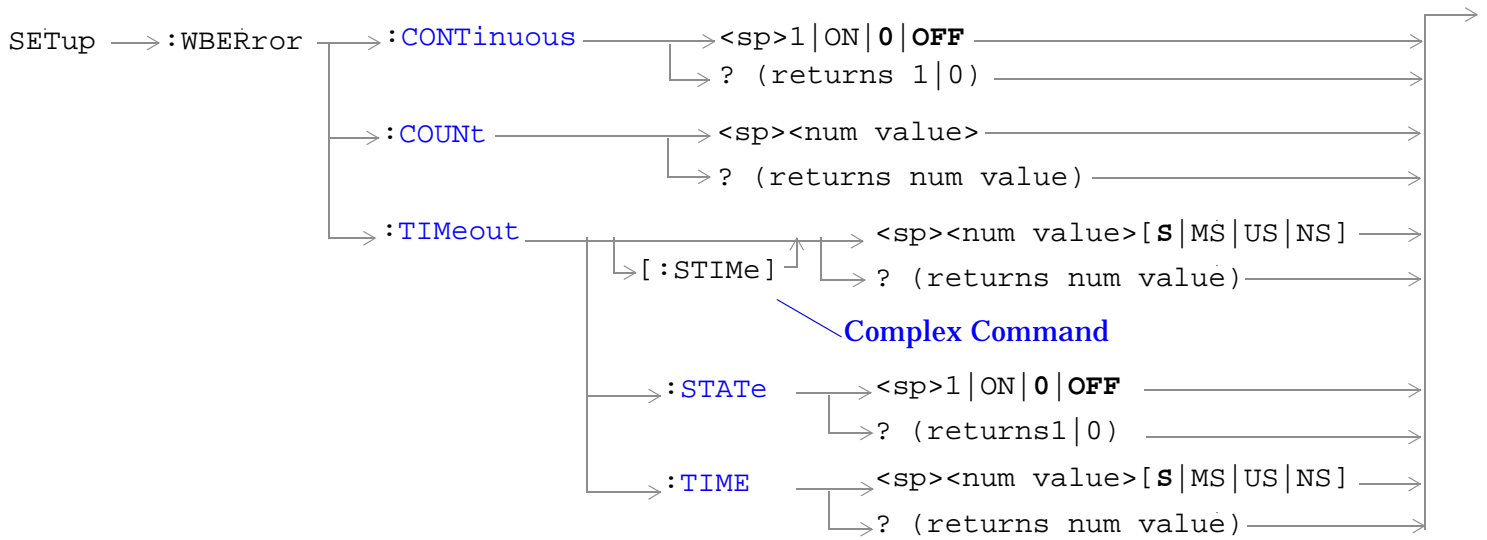 SETup :WBERror :CONTinuous <sp>1|ON|0|OFF
? (returns 1|0)
:COUNt <sp><num value>
? (returns num value)
:TIMeout <sp><num value>[S|MS|US|NS]
[:STIMe] ? (returns num value)
Complex Command
:STATe <sp>1|ON|0|OFF
? (returns1|0)
:TIME <sp><num value>[S|MS|US|NS]
? (returns num value)